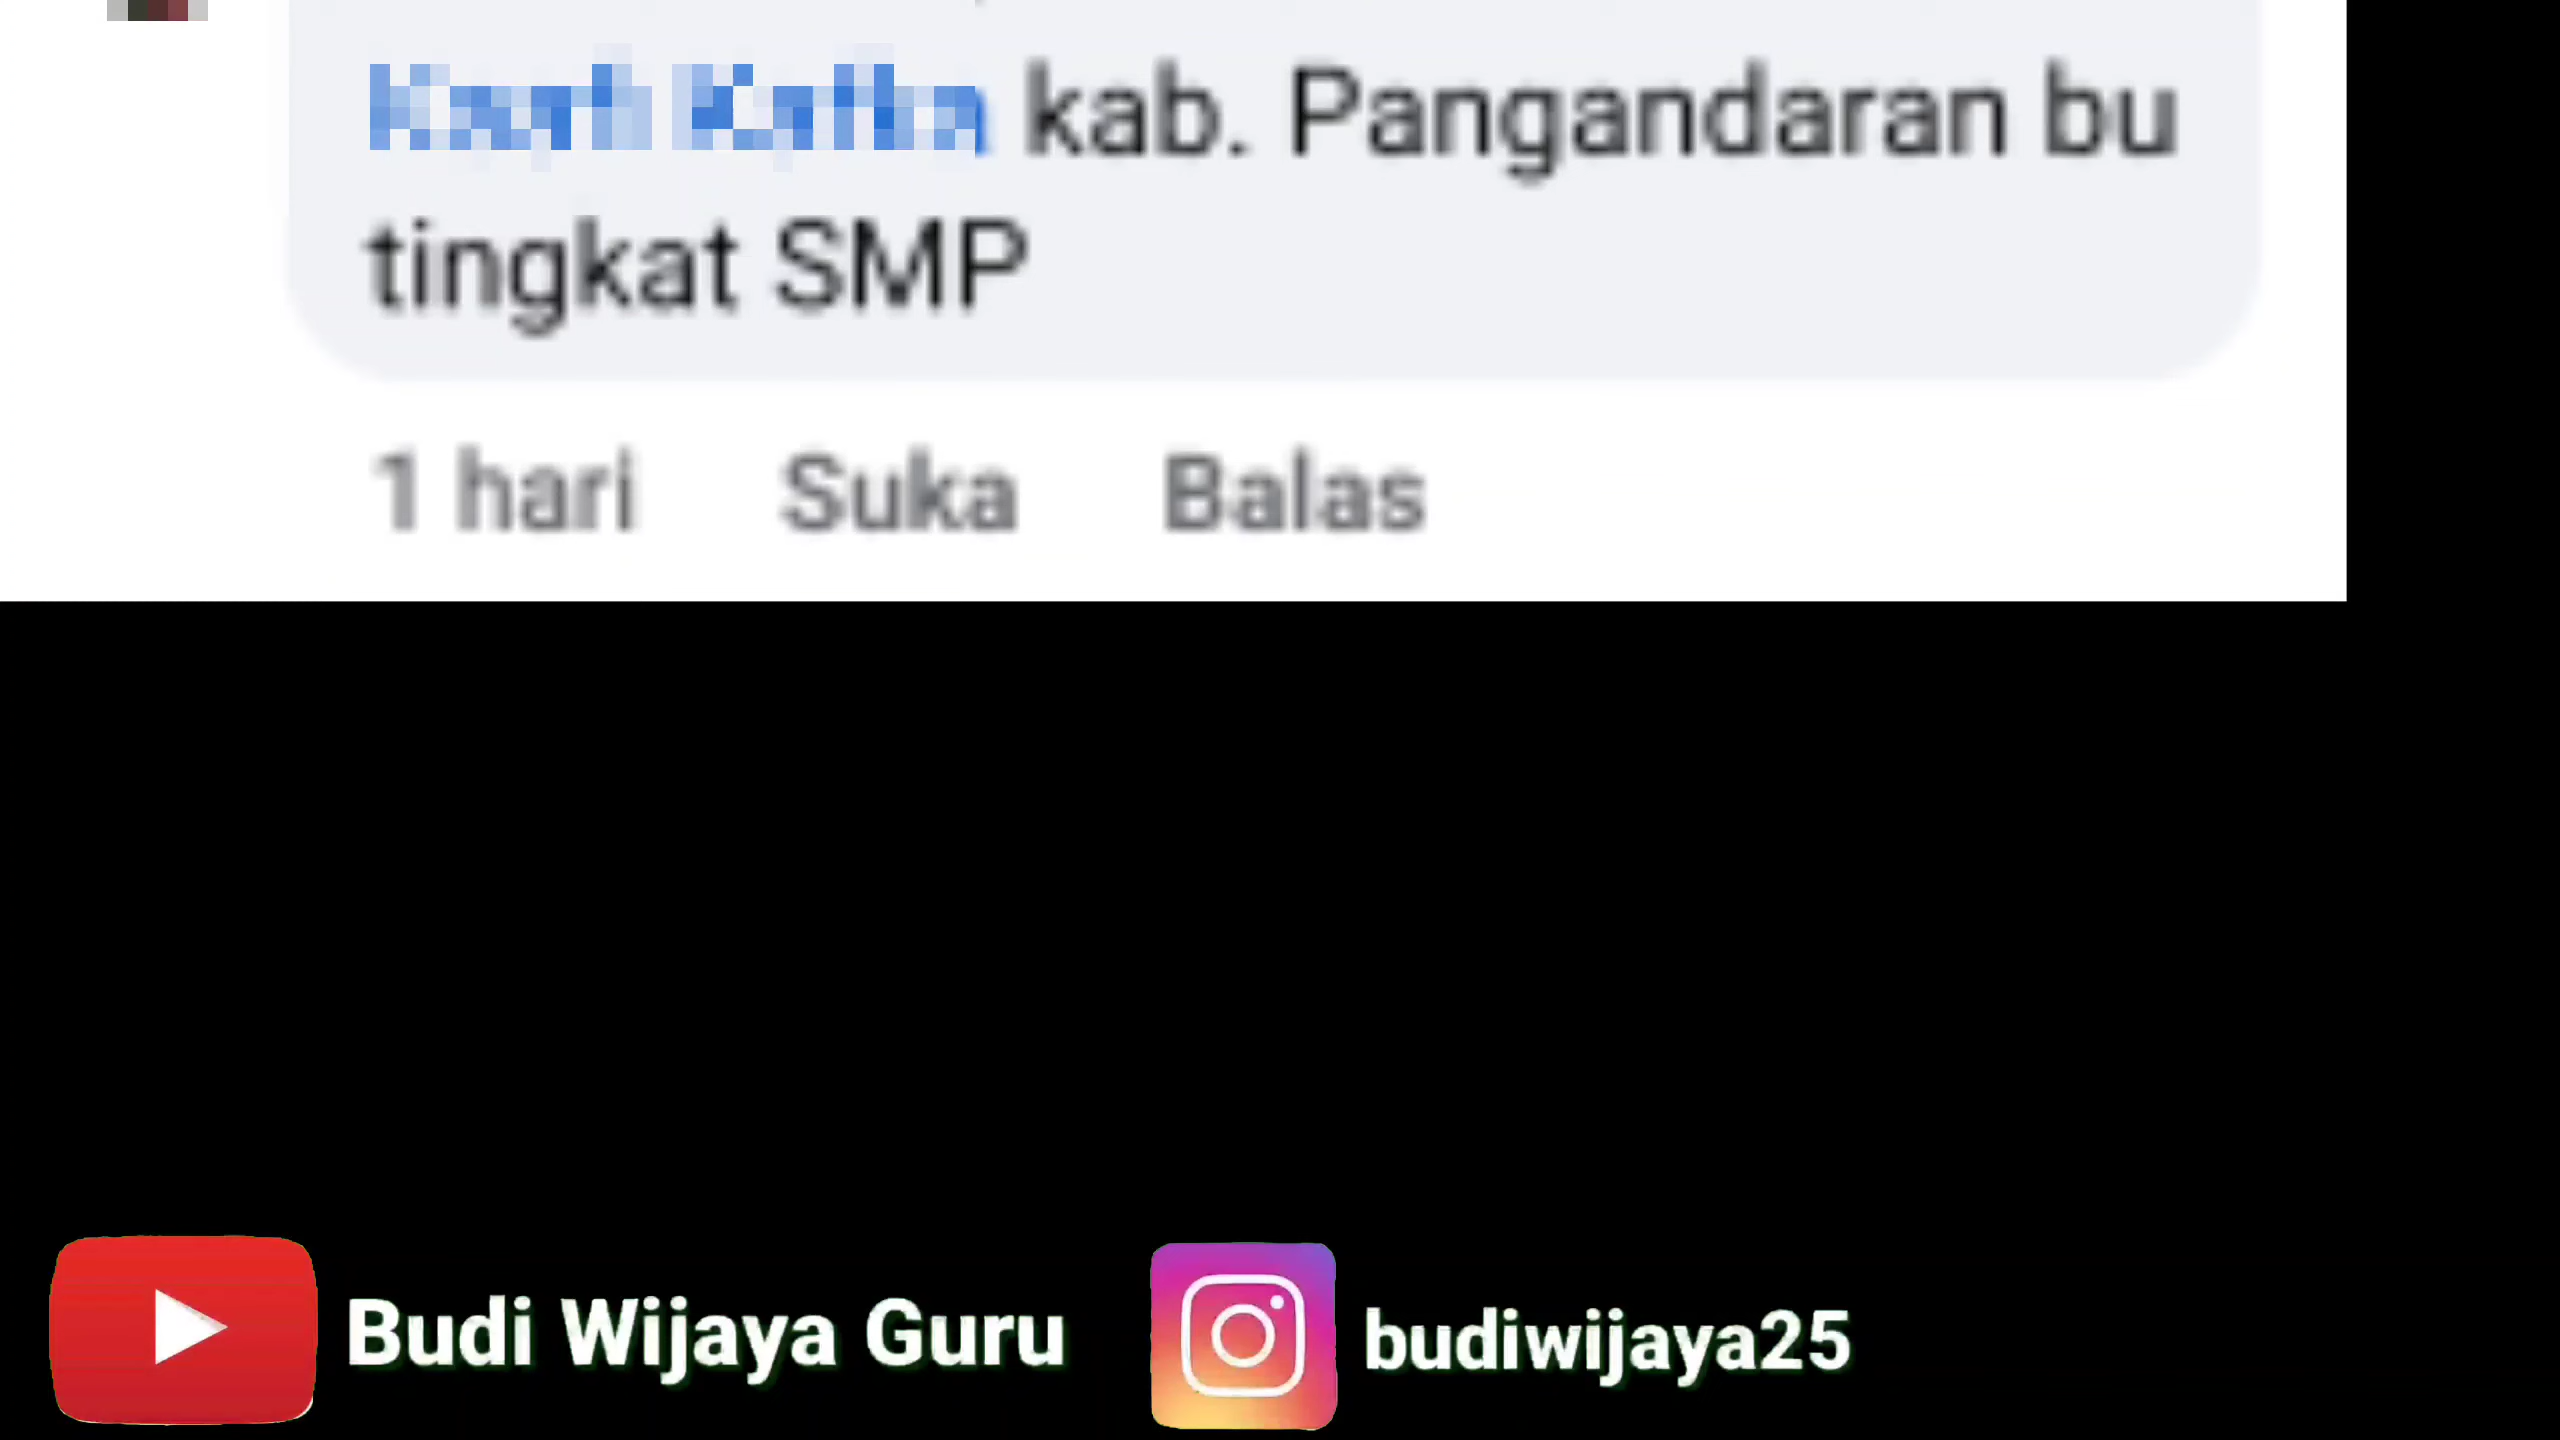 kab. Pangandaran bu
tingkat SMP
1 hari Suka Balas
Budi Wijaya Guru budiwijaya25